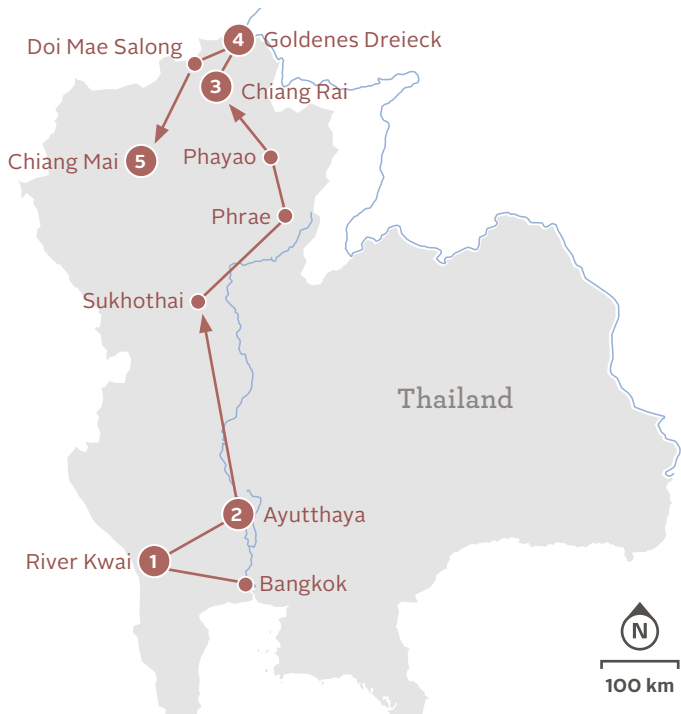 4
Goldenes Dreieck
Doi Mae Salong
3
Chiang Rai
Chiang Mai
5
Phayao
Phrae
Sukhothai
Thailand
2
Ayutthaya
River Kwai
1
Bangkok
N
100 km